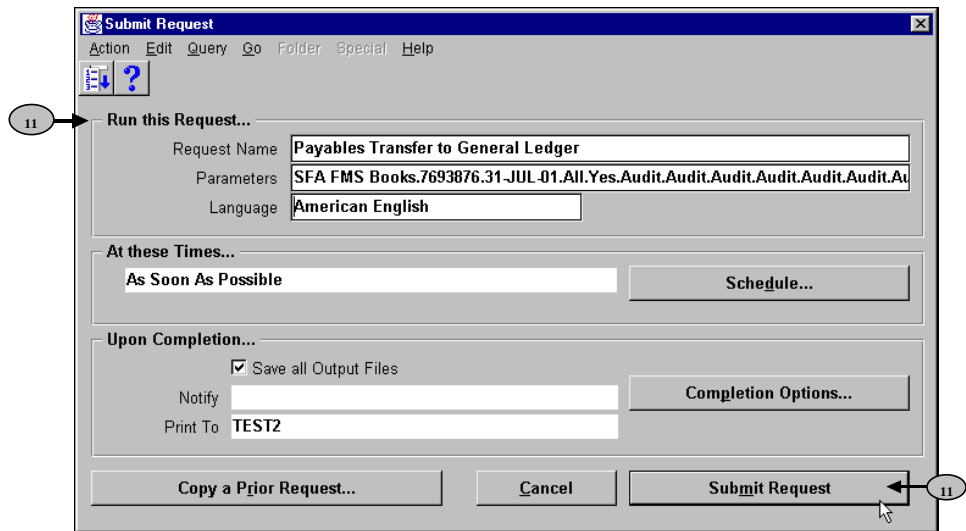 Submit Request
Action Edit Query Go Folder Special Help
11
Run this Request...
Request Name Payables Transfer to General Ledger
Parameters SFA FMS Books.7693876.31-JUL-01.All.Yes.Audit.Audit.Audit.Audit.Audit.Audit.Au
Language American English
At these Times...
As Soon As Possible
Schedule...
Upon Completion...
Save all Output Files
Notify
Completion Options...
Print To TEST2
Copy a Prior Request... Cancel Submit Request
11